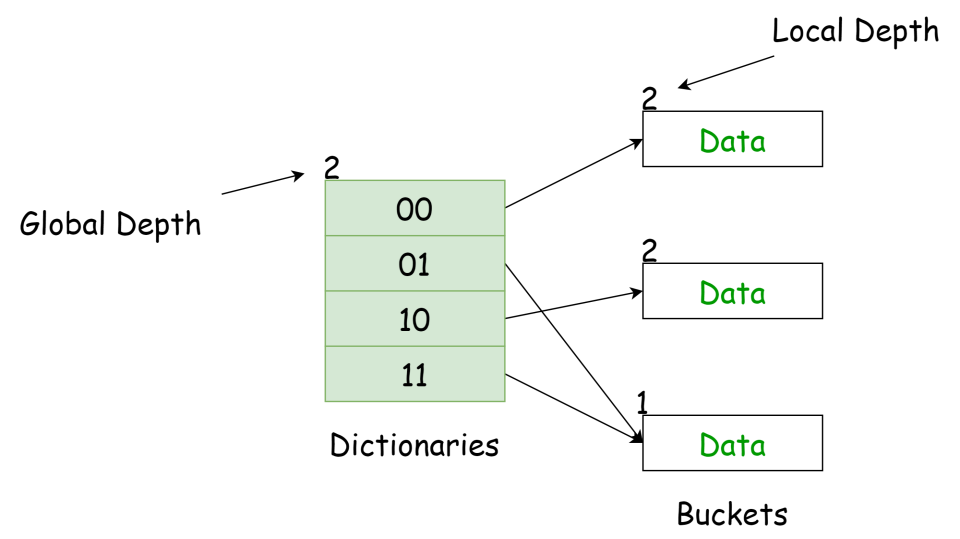 Local Depth
2
Data
2
Global Depth
00
01
10
11
Dictionaries
2
Data
1
Data
Buckets